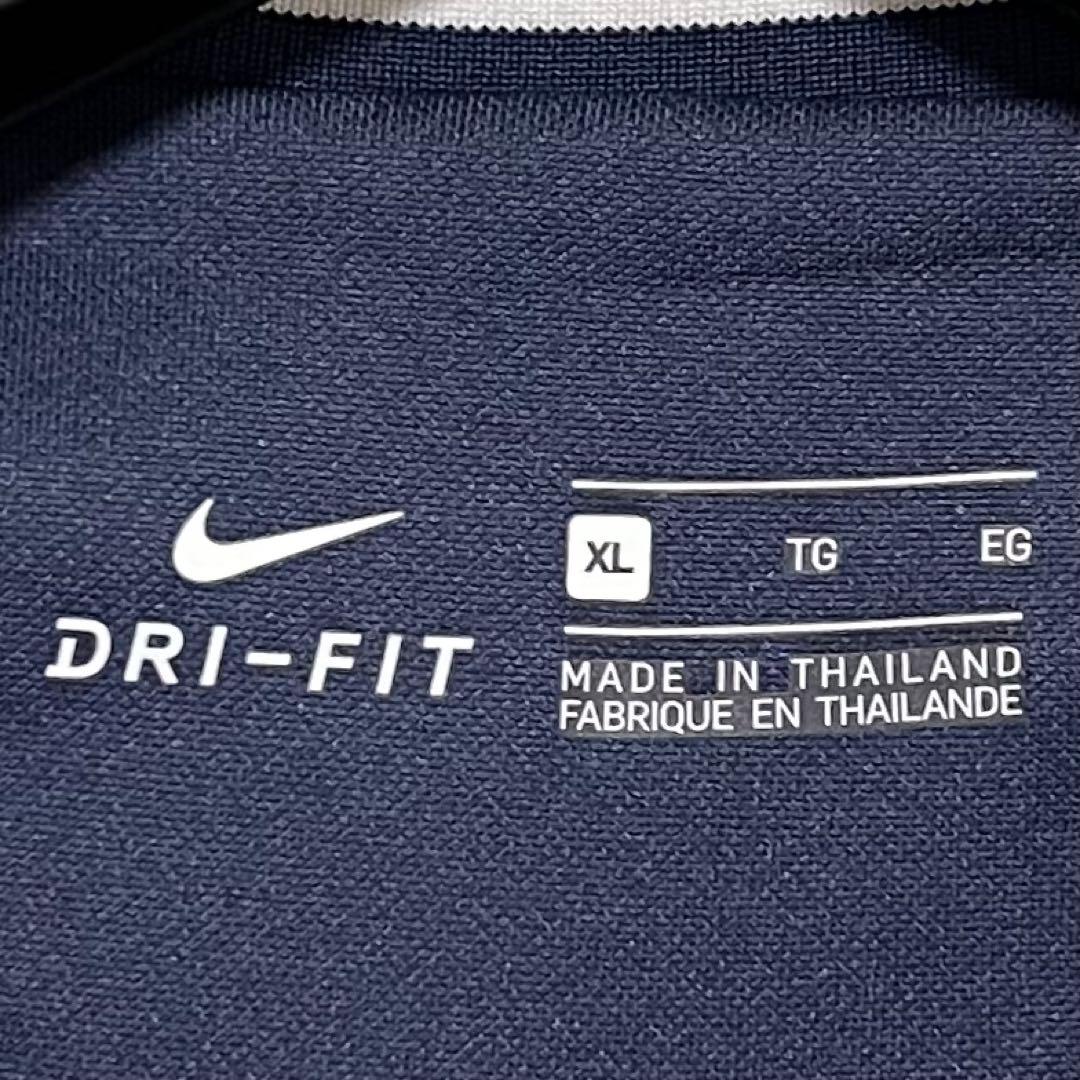 DRI-FIT
XL TG EG
MADE IN THAILAND
FABRIQUE EN THAILANDE